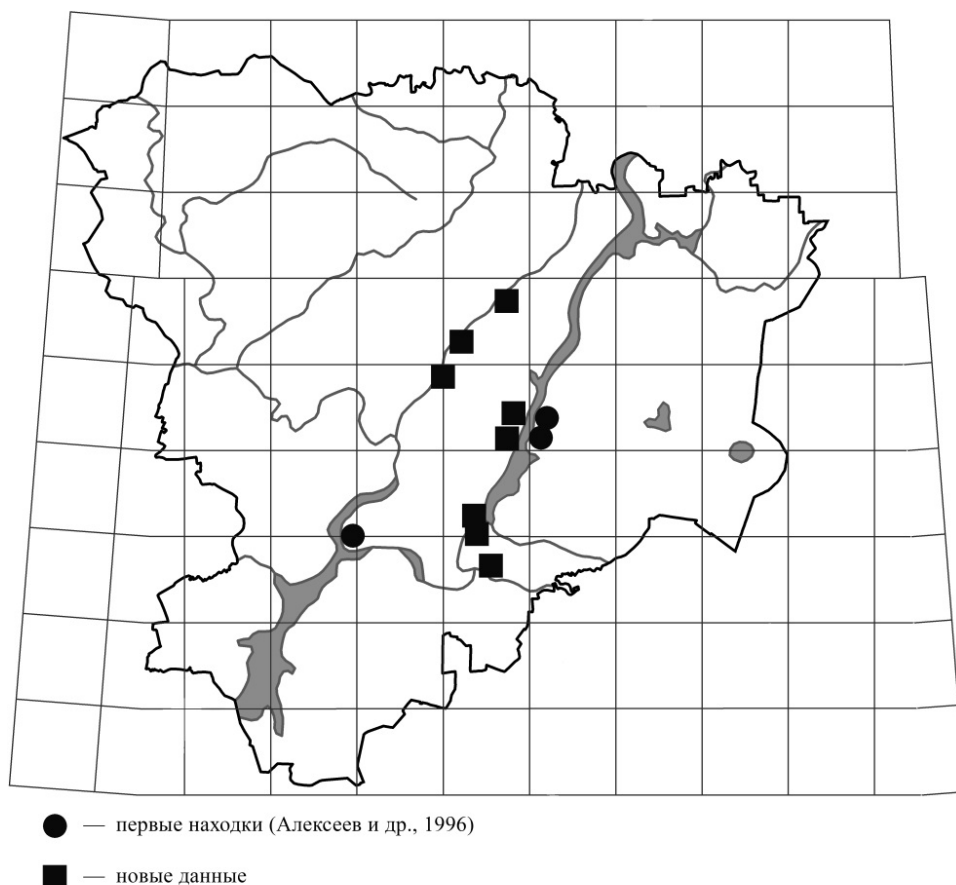 — первые находки (Алексеев и др., 1996)
— новые данные